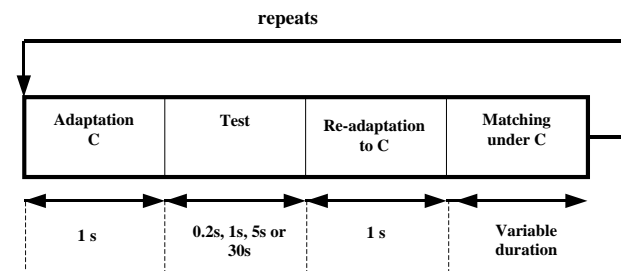 repeats
Adaptation
C
Test
Re-adaptation
to C
Matching
under C
1 s
0.2s, 1s, 5s or
30s
1 s
Variable
duration